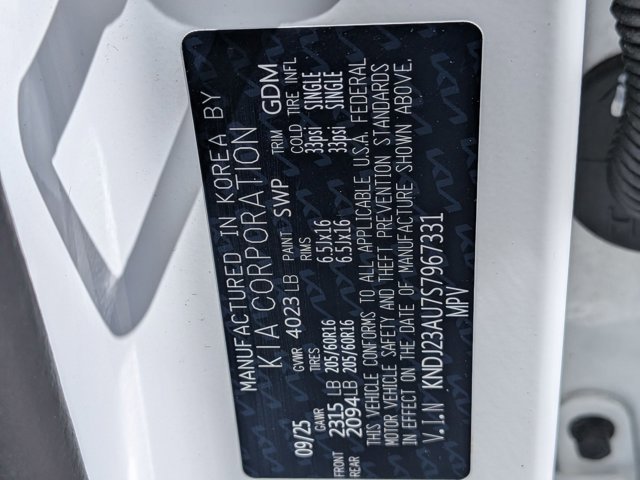 MANUFACTURED IN KOREA BY
KIA CORPORATION
09/25 GVWR 4023 LB PAINT SWP TRIM GDM
GAWR TIRES RIMS COLD TIRE INFL
FRONT 2315 LB 205/60R16 6.5Jx16 33psi SINGLE
REAR 2094LB 205/60R16 6.5Jx16 33psi SINGLE
THIS VEHICLE CONFORMS TO ALL APPLICABLE U.S.A. FEDERAL
MOTOR VEHICLE SAFETY AND THEFT PREVENTION STANDARDS
IN EFFECT ON THE DATE OF MANUFACTURE SHOWN ABOVE.
V.I.N KNDJ23AU7S7967331
MPV